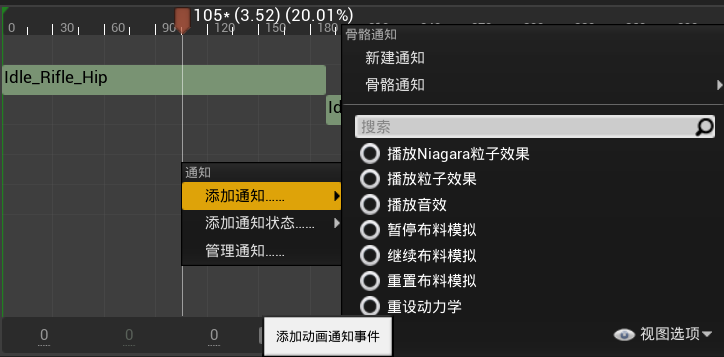 105* (3.52) (20.01%)
0 30 60 90 120 150 180
骨骼通知
新建通知
骨骼通知
Idle_Rifle_Hip
Id
搜索
播放Niagara粒子效果
播放粒子效果
播放音效
暂停布料模拟
继续布料模拟
重置布料模拟
重设动力学
通知
添加通知......
添加通知状态......
管理通知......
0 0 0
添加动画通知事件
视图选项